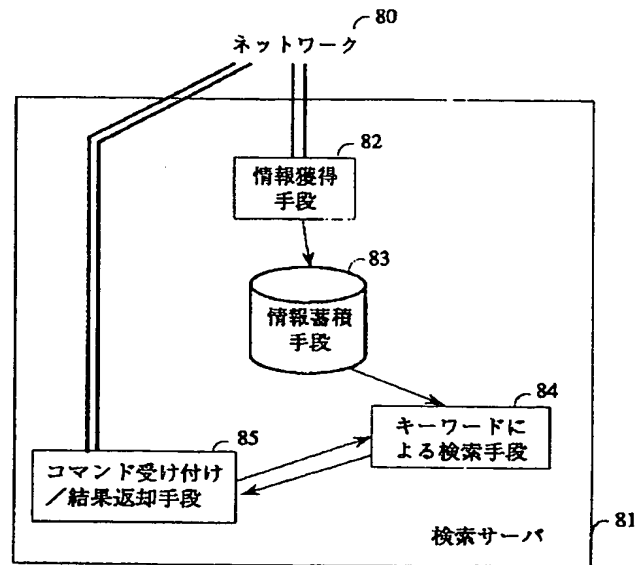 80
ネットワーク
82
情報獲得
手段
83
情報蓄積
手段
84
キーワードに
よる検索手段
85
コマンド受け付け
／結果返却手段
検索サーバ
81